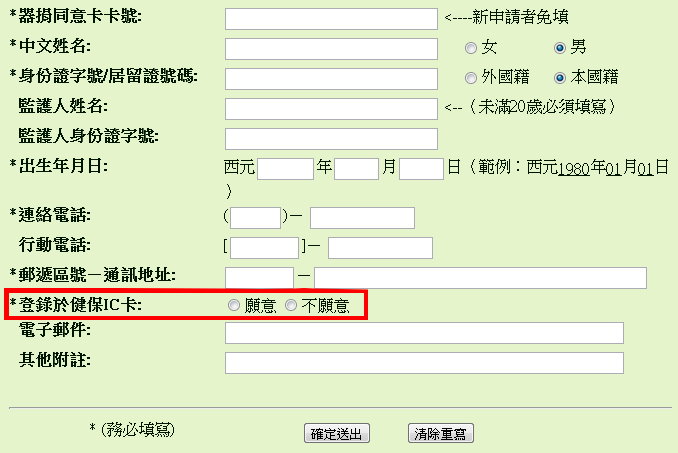 *器捐同意卡卡號: <----新申請者免填
*中文姓名: 女 男
*身份證字號/居留證號碼: 外國籍 本國籍
監護人姓名: <--（未滿20歲必須填寫）
監護人身份證字號:
*出生年月日: 西元 年 月 日（範例：西元1980年01月01日
）
*連絡電話: ( )－
行動電話: [ ]－
*郵遞區號－通訊地址: －
*登錄於健保IC卡: 願意 不願意
電子郵件:
其他附註:
* (務必填寫) 確定送出 清除重寫